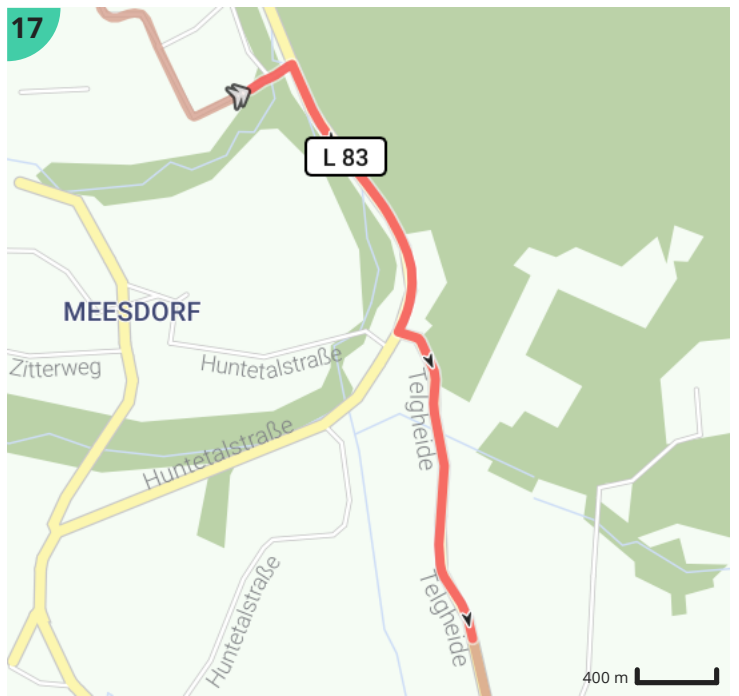 17
L 83
MEESDORF
Zitterweg
Huntetalstraße
Telgheide
Huntetalstraße
Huntetalstraße
Telgheide
400 m